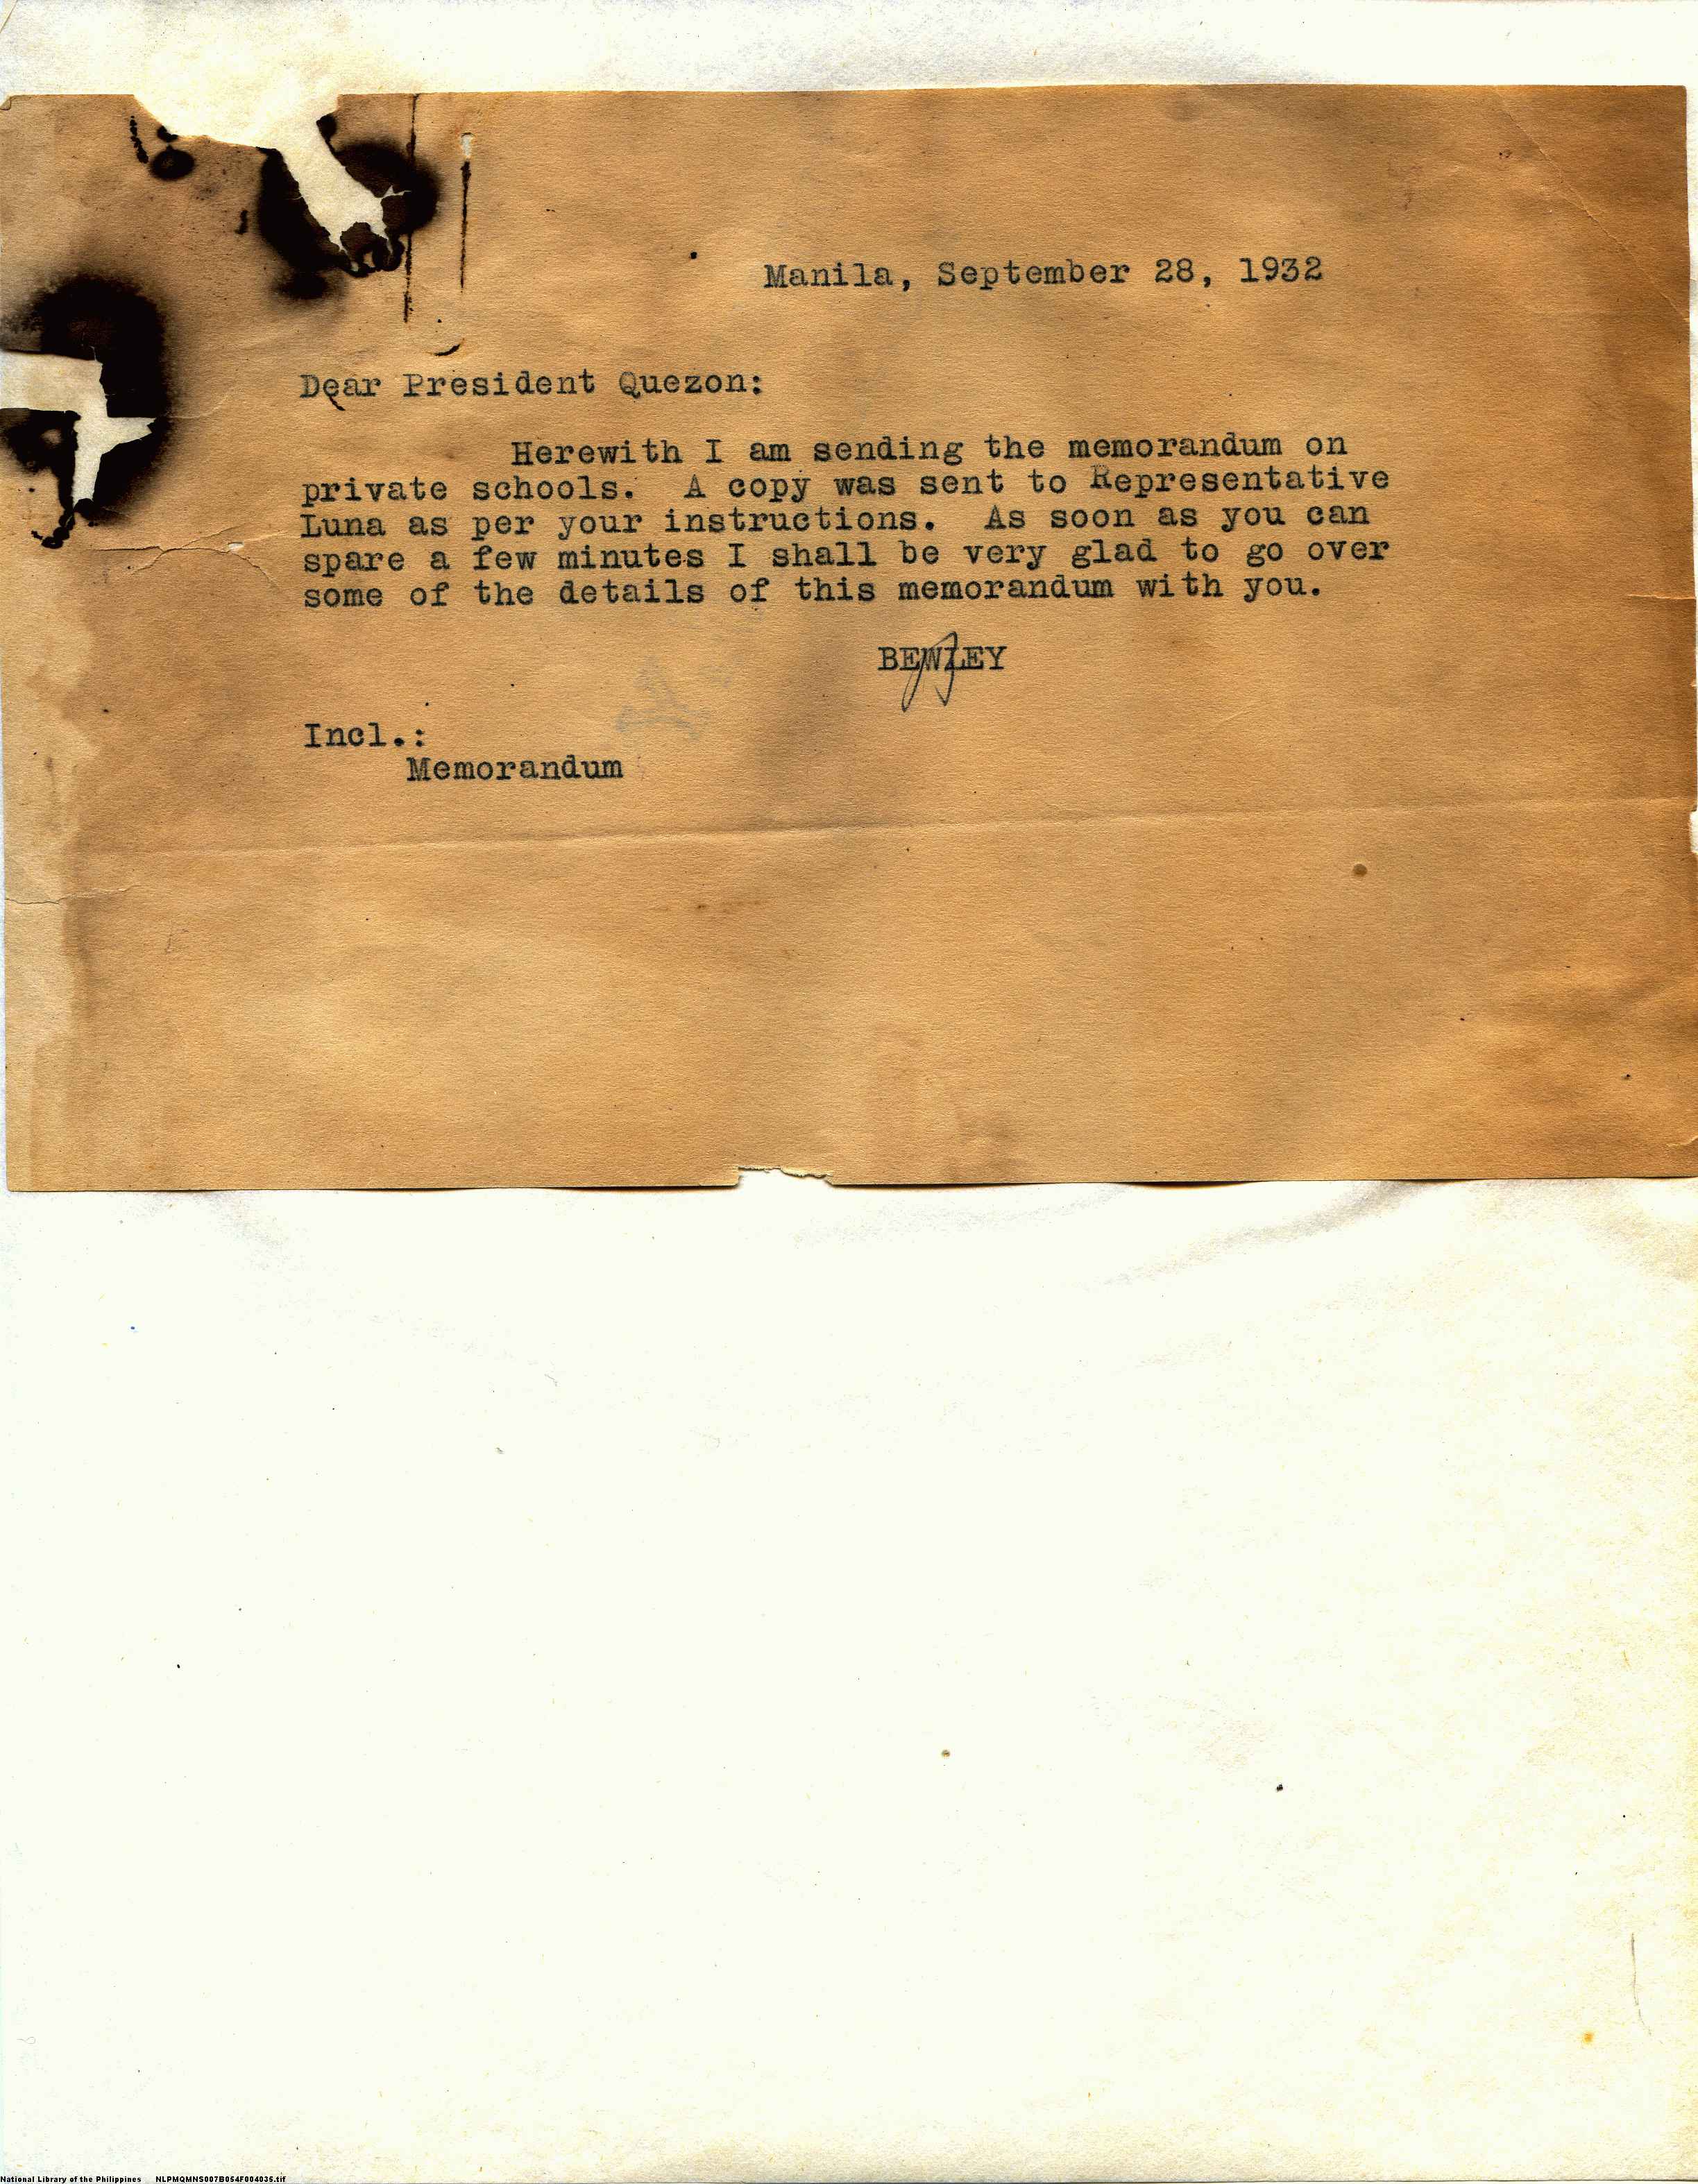 Manila, September 28, 1932
Dear President Quezon:
Herewith I am sending the memorandum on
private schools. A copy was sent to Representative
Luna as per your instructions. As soon as you can
spare a few minutes I shall be very glad to go over
some of the details of this memorandum with you.
BEWLEY
Incl.:
Memorandum
National Library of the Philippines NLPMQMNS007B054F004035.tif